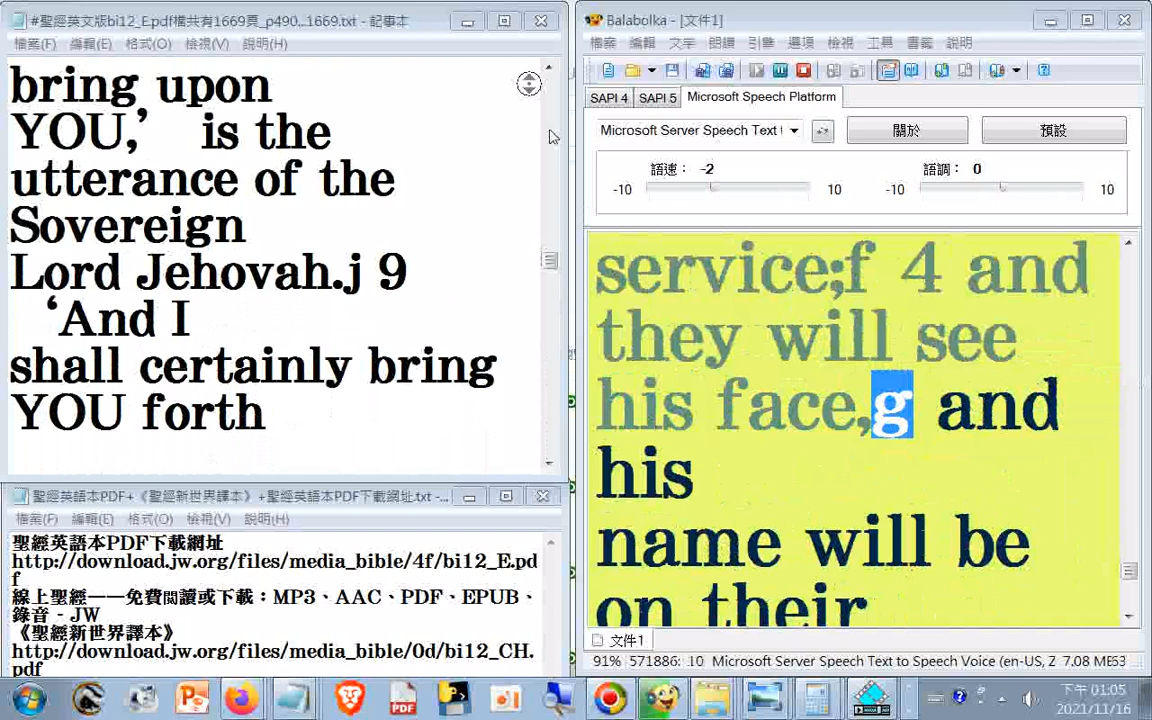 #聖經英文版bi12_E.pdf檔共有1669頁_p490,..1669.txt - 記事本
檔案(F) 編輯(E) 格式(O) 檢視(V) 說明(H)
bring upon
YOU,’ is the
utterance of the
Sovereign
Lord Jehovah.j 9
‘And I
shall certainly bring
YOU forth
聖經英語本PDF+《聖經新世界譯本》+聖經英語本PDF下載網址.txt - ...
檔案(F) 編輯(E) 格式(O) 檢視(V) 說明(H)
聖經英語本PDF下載網址
http://download.jw.org/files/media_bible/4f/bi12_E.pd
f
線上聖經——免費閱讀或下載：MP3、AAC、PDF、EPUB、
錄音 - JW
《聖經新世界譯本》
http://download.jw.org/files/media_bible/0d/bi12_CH.
pdf
Balabolka - [文件1]
檔案 編輯 文字 朗讀 引擎 選項 檢視 工具 書籤 說明
SAPI 4 SAPI 5 Microsoft Speech Platform
Microsoft Server Speech Text
關於 預設
語速： -2 語調： 0
-10 10 -10 10
service;f 4 and
they will see
his face,g and
his
name will be
on their
文件1
91% 571886: 10 Microsoft Server Speech Text to Speech Voice (en-US, Z 7.08 ME53
下午 01:05
2021/11/16